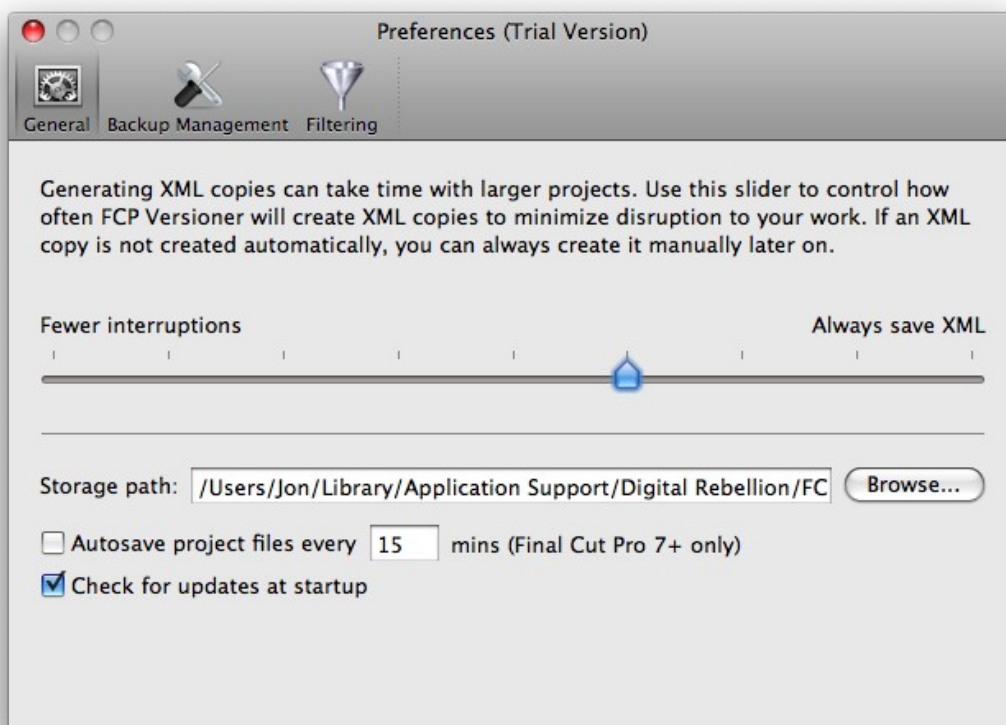 Preferences (Trial Version)
General Backup Management Filtering
Generating XML copies can take time with larger projects. Use this slider to control how
often FCP Versioner will create XML copies to minimize disruption to your work. If an XML
copy is not created automatically, you can always create it manually later on.
Fewer interruptions Always save XML
Storage path: /Users/Jon/Library/Application Support/Digital Rebellion/FC Browse...
Autosave project files every 15 mins (Final Cut Pro 7+ only)
Check for updates at startup